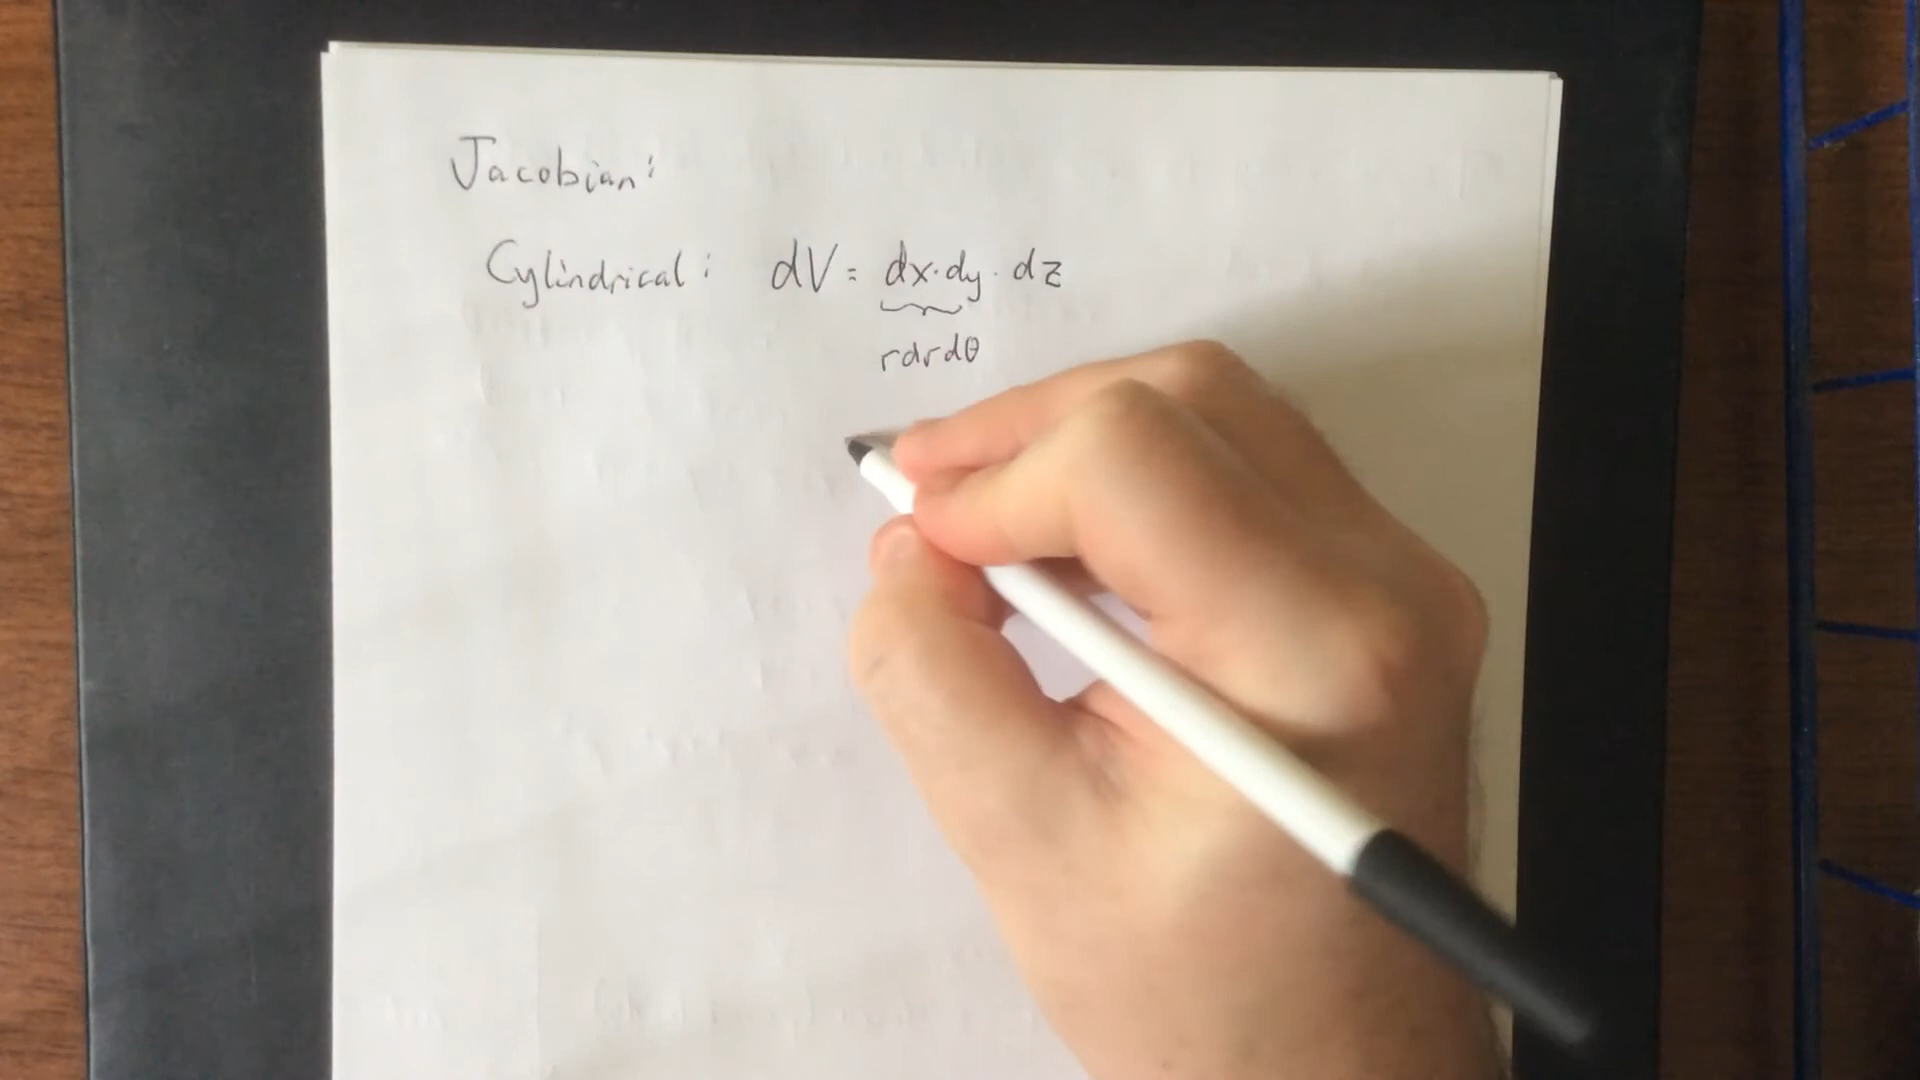 Jacobian:
Cylindrical: dV = dx·dy·dz
rdrdθ